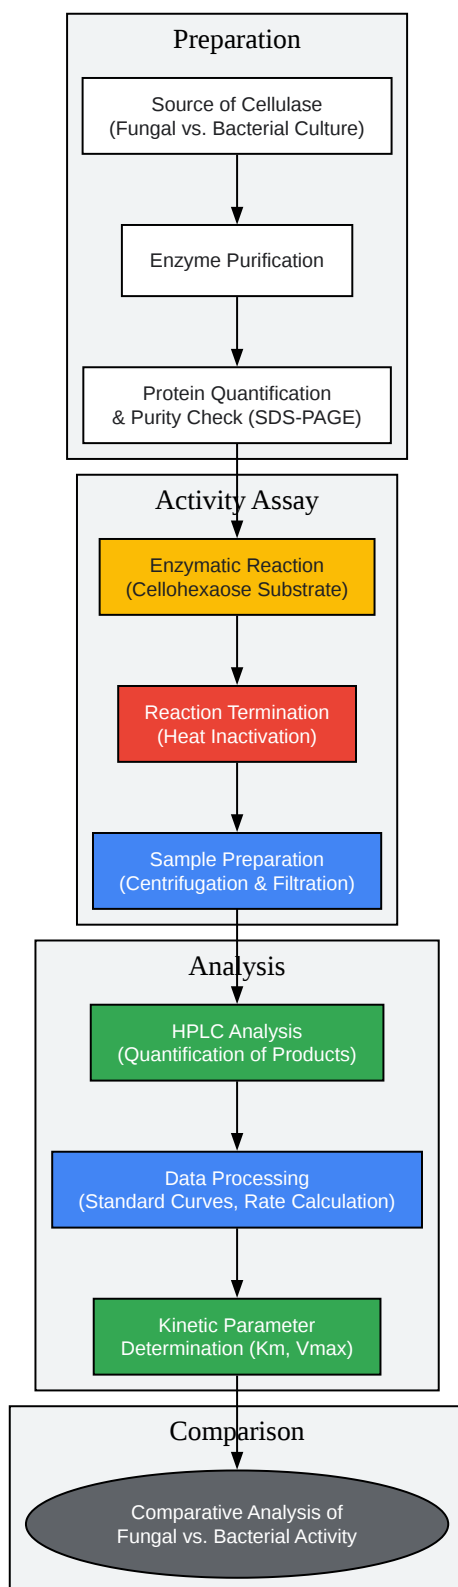 Preparation
Source of Cellulase
(Fungal vs. Bacterial Culture)
Enzyme Purification
Protein Quantification
& Purity Check (SDS-PAGE)
Activity Assay
Enzymatic Reaction
(Cellohexaose Substrate)
Reaction Termination
(Heat Inactivation)
Sample Preparation
(Centrifugation & Filtration)
Analysis
HPLC Analysis
(Quantification of Products)
Data Processing
(Standard Curves, Rate Calculation)
Kinetic Parameter
Determination (Km, Vmax)
Comparison
Comparative Analysis of
Fungal vs. Bacterial Activity